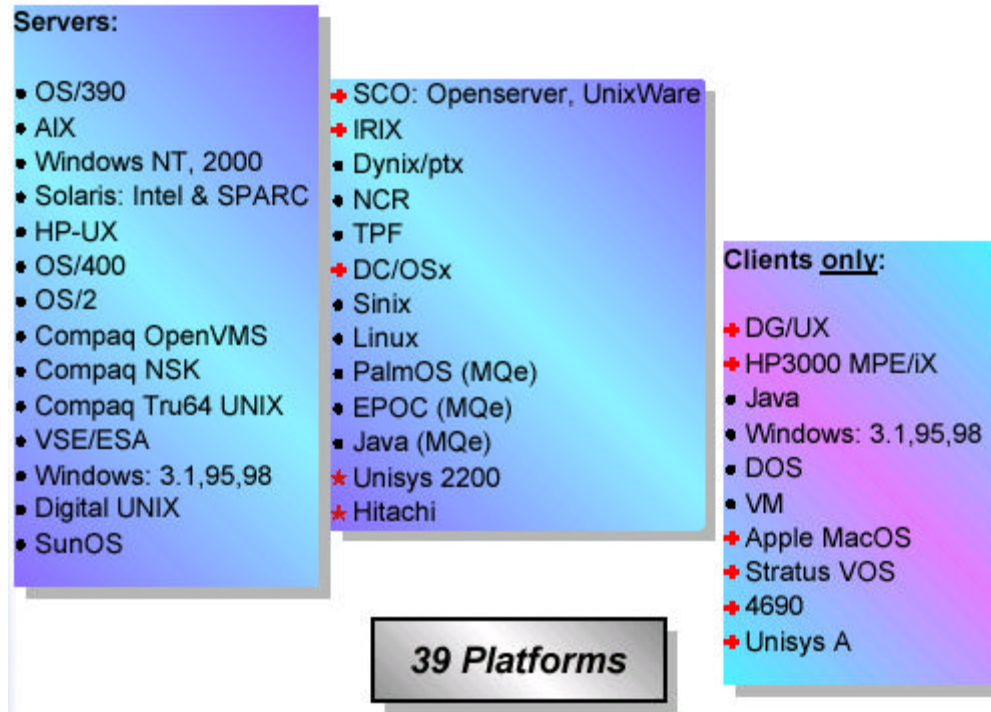 Servers:
• OS/390
• AIX
• Windows NT, 2000
• Solaris: Intel & SPARC
• HP-UX
• OS/400
• OS/2
• Compaq OpenVMS
• Compaq NSK
• Compaq Tru64 UNIX
• VSE/ESA
• Windows: 3.1,95,98
• Digital UNIX
• SunOS
✚ SCO: Openserver, UnixWare
✚ IRIX
• Dynix/ptx
• NCR
• TPF
✚ DC/OSx
• Sinix
• Linux
• PalmOS (MQe)
• EPOC (MQe)
• Java (MQe)
★ Unisys 2200
★ Hitachi
Clients only:
✚ DG/UX
✚ HP3000 MPE/iX
• Java
• Windows: 3.1,95,98
• DOS
• VM
✚ Apple MacOS
✚ Stratus VOS
✚ 4690
✚ Unisys A
39 Platforms